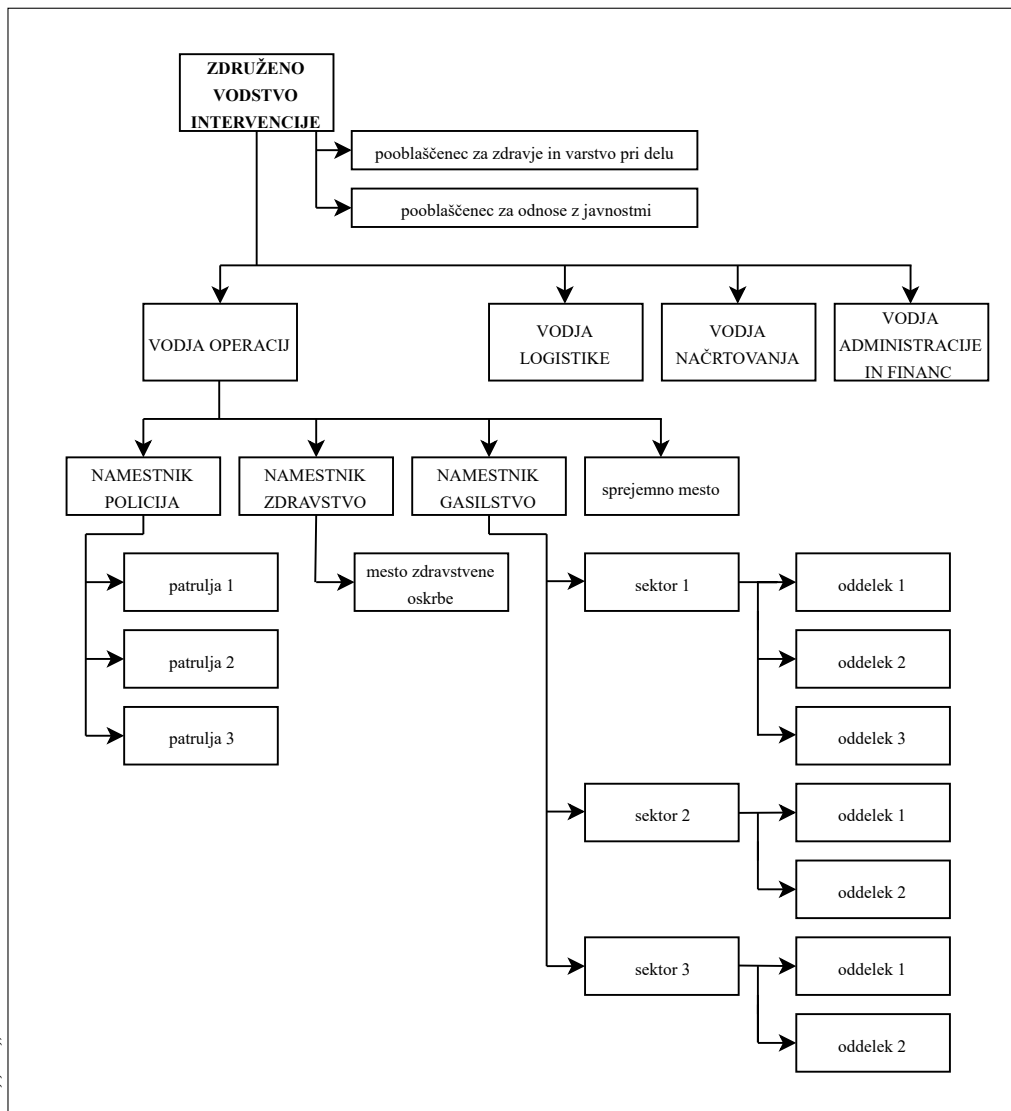 ZDRUŽENO
VODSTVO
INTERVENCIJE
pooblaščenec za zdravje in varstvo pri delu
pooblaščenec za odnose z javnostmi
VODJA OPERACIJ
VODJA
LOGISTIKE
VODJA
NAČRTOVANJA
VODJA
ADMINISTRACIJE
IN FINANC
NAMESTNIK
POLICIJA
NAMESTNIK
ZDRAVSTVO
NAMESTNIK
GASILSTVO
sprejemno mesto
patrulja 1
patrulja 2
patrulja 3
mesto zdravstvene
oskrbe
sektor 1
oddelek 1
oddelek 2
oddelek 3
sektor 2
oddelek 1
oddelek 2
sektor 3
oddelek 1
oddelek 2